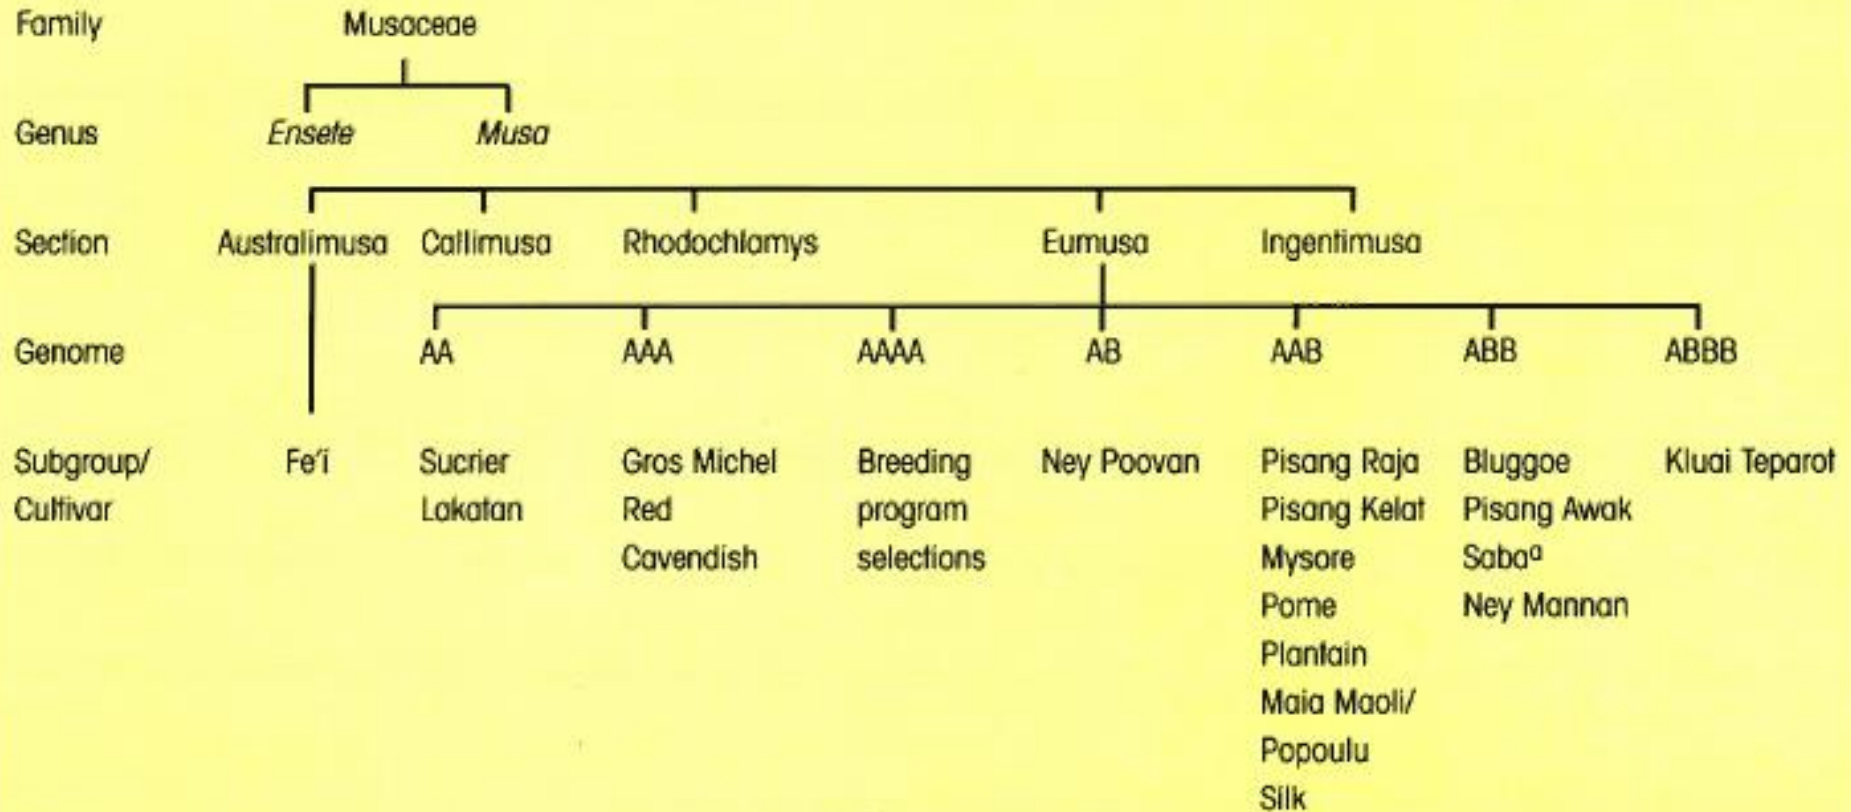 Family Musaceae
Genus Ensete Musa
Section Australimusa Callimusa Rhodochlamys Eumusa Ingentimusa
Genome AA AAA AAAA AB AAB ABB ABBB
Subgroup/ Fe'i Sucrier Gros Michel Breeding Ney Poovan Pisang Raja Bluggoe Kluai Teparot
Cultivar Lakatan Red program Pisang Kelat Pisang Awak
Cavendish selections Mysore Sabaᵃ
Pome Ney Mannan
Plantain
Maia Maoli/
Popoulu
Silk